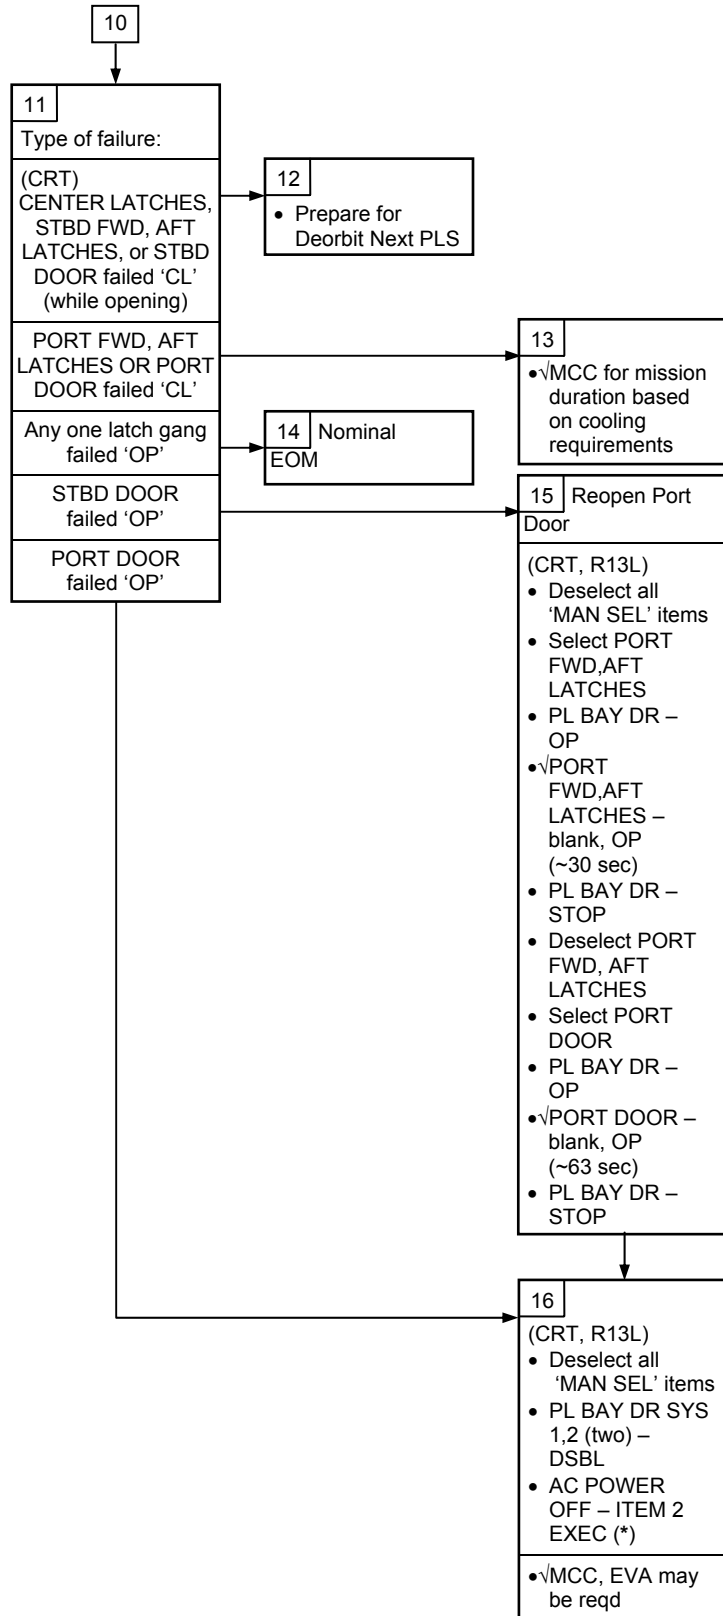 10
11
Type of failure:
(CRT)
CENTER LATCHES,
STBD FWD, AFT
LATCHES, or STBD
DOOR failed ‘CL’
(while opening)
PORT FWD, AFT
LATCHES OR PORT
DOOR failed ‘CL’
Any one latch gang
failed ‘OP’
STBD DOOR
failed ‘OP’
PORT DOOR
failed ‘OP’
12
• Prepare for
Deorbit Next PLS
13
•√MCC for mission
duration based
on cooling
requirements
14 Nominal
EOM
15 Reopen Port
Door
(CRT, R13L)
• Deselect all
‘MAN SEL’ items
• Select PORT
FWD,AFT
LATCHES
• PL BAY DR –
OP
•√PORT
FWD,AFT
LATCHES –
blank, OP
(~30 sec)
• PL BAY DR –
STOP
• Deselect PORT
FWD, AFT
LATCHES
• Select PORT
DOOR
• PL BAY DR –
OP
•√PORT DOOR –
blank, OP
(~63 sec)
• PL BAY DR –
STOP
16
(CRT, R13L)
• Deselect all
‘MAN SEL’ items
• PL BAY DR SYS
1,2 (two) –
DSBL
• AC POWER
OFF – ITEM 2
EXEC (*)
•√MCC, EVA may
be reqd